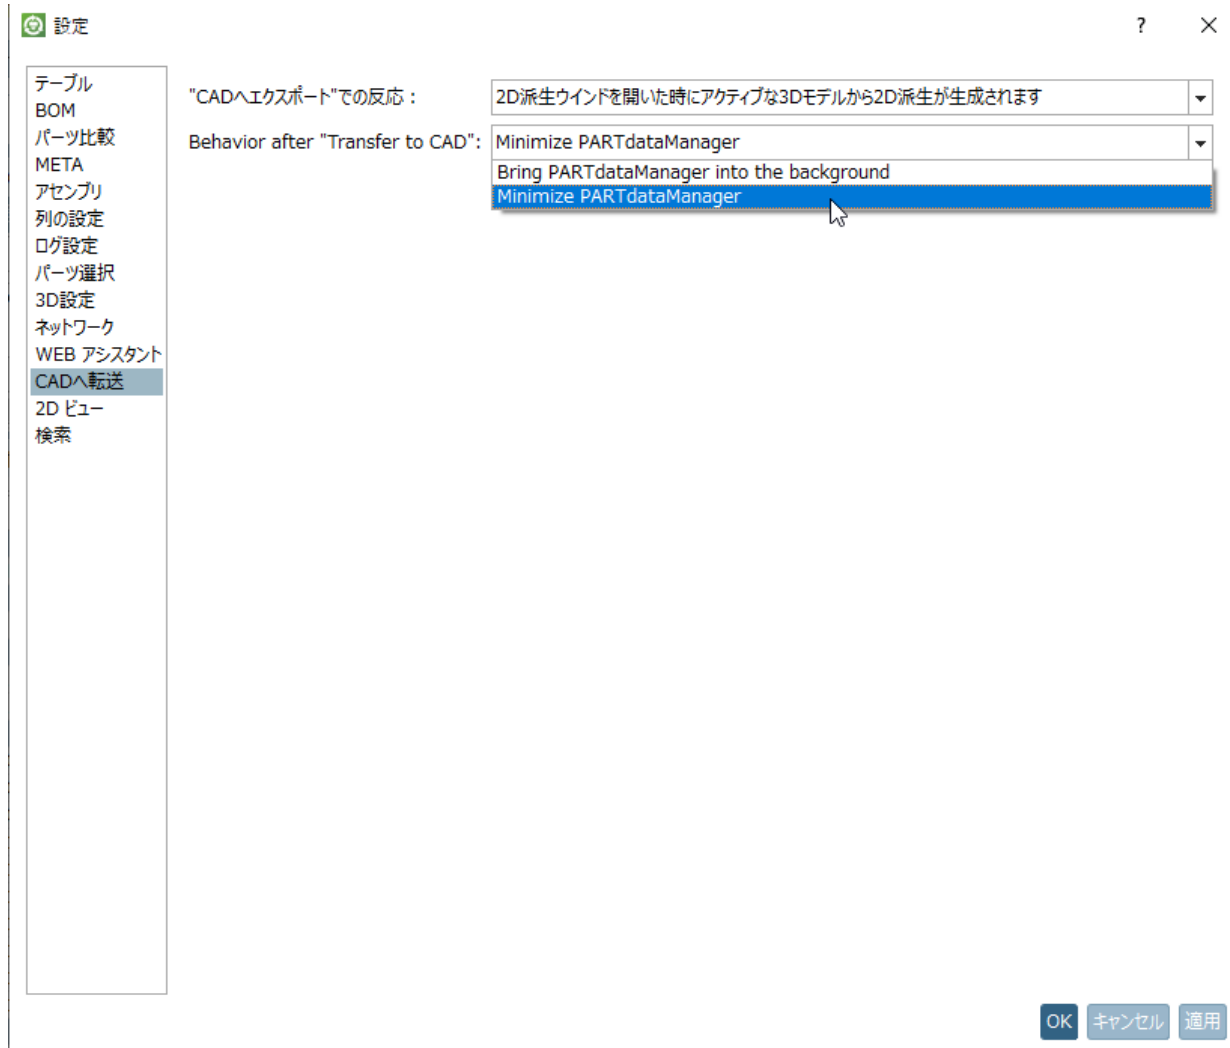 設定
?
テーブル
BOM
パーツ比較
META
アセンブリ
列の設定
ログ設定
パーツ選択
3D設定
ネットワーク
WEB アシスタント
CADへ転送
2D ビュー
検索
"CADへエクスポート"での反応：
2D派生ウインドを開いた時にアクティブな3Dモデルから2D派生が生成されます
Behavior after "Transfer to CAD":
Minimize PARTdataManager
Bring PARTdataManager into the background
Minimize PARTdataManager
OK
キャンセル
適用